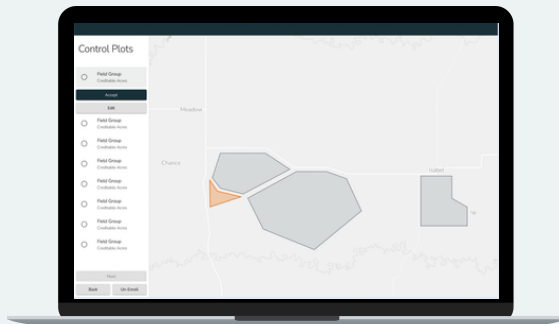 Control Plots
Field Group
Creditable Acres
Accept
Edit
Field Group
Creditable Acres
Field Group
Creditable Acres
Field Group
Creditable Acres
Field Group
Creditable Acres
Field Group
Creditable Acres
Field Group
Creditable Acres
Field Group
Creditable Acres
Next
Back
Un-Enroll
Meadow
Chance